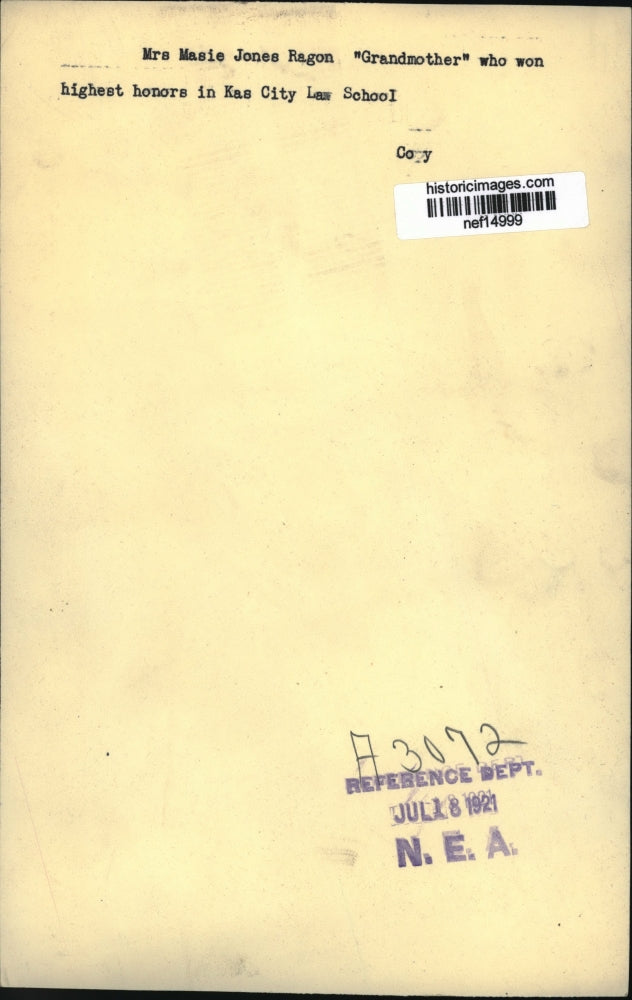 Mrs Masie Jones Ragon "Grandmother" who won
highest honors in Kas City Law School
Copy
historicimages.com
nef14999
A3072
REFERENCE DEPT.
JUL 18 1921
N. E. A.